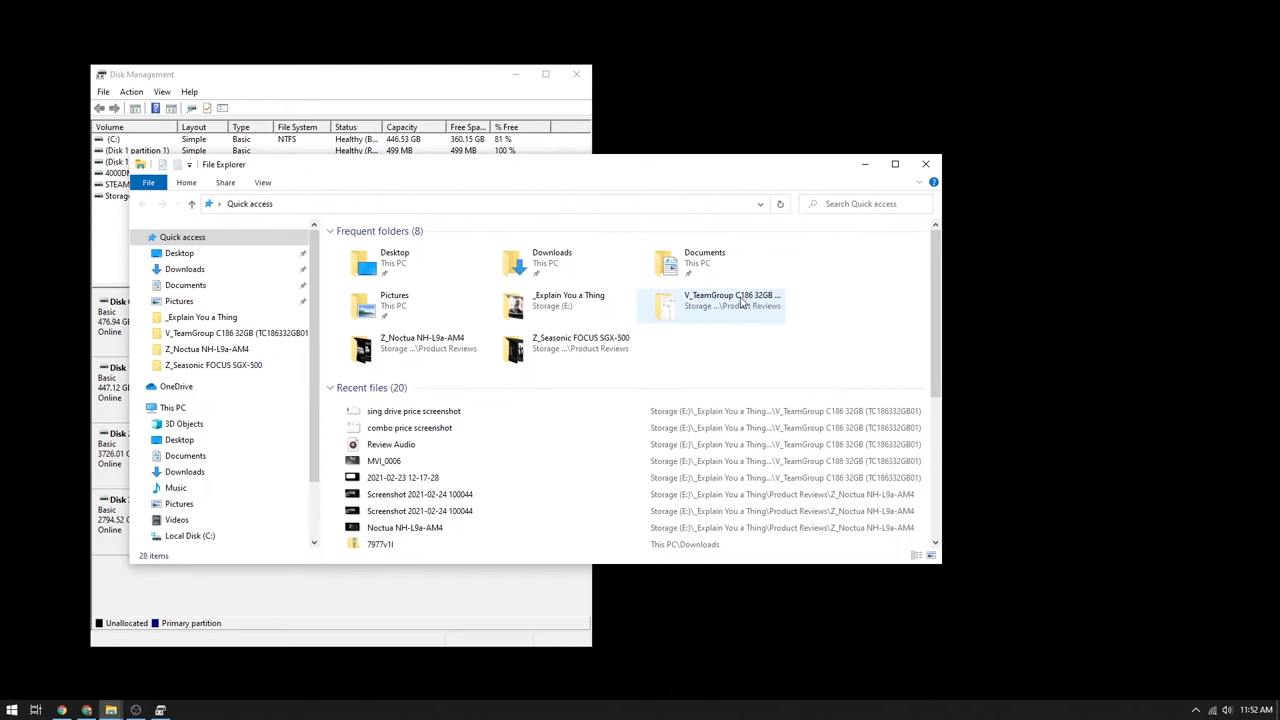 Disk Management
File Action View Help
Volume Layout Type File System Status Capacity Free Spa... % Free
(C:) Simple Basic NTFS Healthy (B... 446.53 GB 360.15 GB 81 %
(Disk 1 partition 1) Simple Basic Healthy (R... 499 MB 499 MB 100 %
(Disk 1
4000DM
STEAM
Storag
File Explorer
File Home Share View
Quick access
Search Quick access
Quick access
Desktop
Downloads
Documents
Pictures
_Explain You a Thing
V_TeamGroup C186 32GB (TC186332GB01
Z_Noctua NH-L9a-AM4
Z_Seasonic FOCUS SGX-500
OneDrive
This PC
3D Objects
Desktop
Documents
Downloads
Music
Pictures
Videos
Local Disk (C:)
Frequent folders (8)
Desktop
This PC
Downloads
This PC
Documents
This PC
Pictures
This PC
_Explain You a Thing
Storage (E:)
V_TeamGroup C186 32GB ...
Storage ...\Product Reviews
Z_Noctua NH-L9a-AM4
Storage ...\Product Reviews
Z_Seasonic FOCUS SGX-500
Storage ...\Product Reviews
Recent files (20)
sing drive price screenshot Storage (E:)\_Explain You a Thing...\V_TeamGroup C186 32GB (TC186332GB01)
combo price screenshot Storage (E:)\_Explain You a Thing...\V_TeamGroup C186 32GB (TC186332GB01)
Review Audio Storage (E:)\_Explain You a Thing...\V_TeamGroup C186 32GB (TC186332GB01)
MVI_0006 Storage (E:)\_Explain You a Thing...\V_TeamGroup C186 32GB (TC186332GB01)
2021-02-23 12-17-28 Storage (E:)\_Explain You a Thing...\V_TeamGroup C186 32GB (TC186332GB01)
Screenshot 2021-02-24 100044 Storage (E:)\_Explain You a Thing\Product Reviews\Z_Noctua NH-L9a-AM4
Screenshot 2021-02-24 100044 Storage (E:)\_Explain You a Thing\Product Reviews\Z_Noctua NH-L9a-AM4
Noctua NH-L9a-AM4 Storage (E:)\_Explain You a Thing\Product Reviews\Z_Noctua NH-L9a-AM4
7977v1I This PC\Downloads
28 items
Disk
Basic
476.94 GB
Online
Disk
Basic
447.12 GB
Online
Disk
Basic
3726.01
Online
Disk
Basic
2794.52
Online
Unallocated Primary partition
11:52 AM